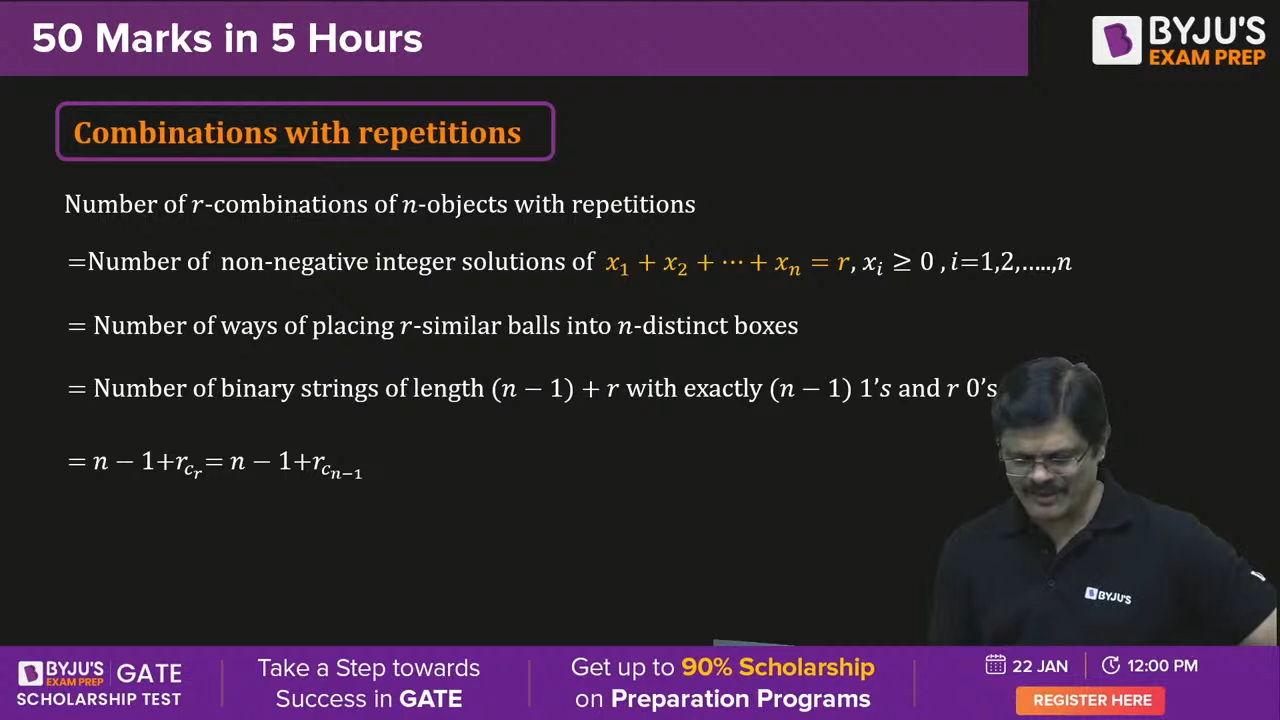 50 Marks in 5 Hours
BYJU'S
EXAM PREP
Combinations with repetitions
Number of r-combinations of n-objects with repetitions
=Number of non-negative integer solutions of x₁ + x₂ + ⋯ + xₙ = r, xᵢ ≥ 0 , i=1,2,.....,n
= Number of ways of placing r-similar balls into n-distinct boxes
= Number of binary strings of length (n − 1) + r with exactly (n − 1) 1's and r 0's
= n − 1+r_{c_r} = n − 1+r_{c_{n−1}}
BYJU'S
BYJU'S
EXAM PREP
GATE
SCHOLARSHIP TEST
Take a Step towards
Success in GATE
Get up to 90% Scholarship
on Preparation Programs
22 JAN
12:00 PM
REGISTER HERE